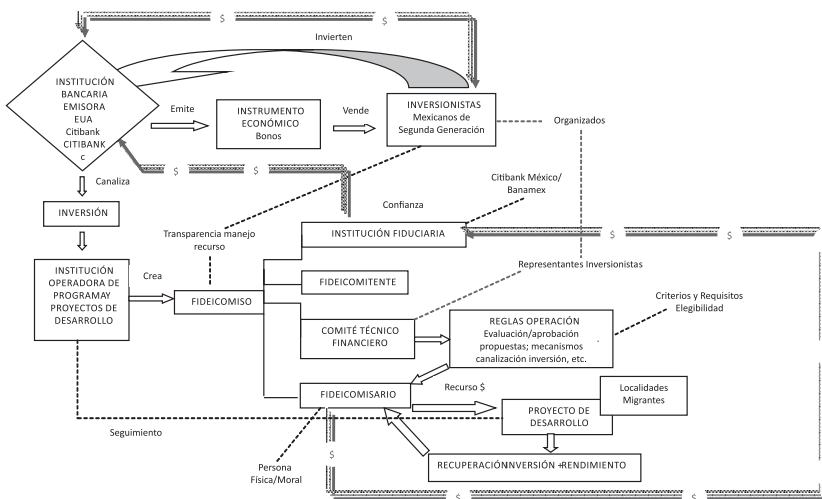 $
$
Invierten
INSTITUCIÓN
BANCARIA
EMISORA
EUA
Citibank
CITIBANK
c
Emite
INSTRUMENTO
ECONÓMICO
Bonos
Vende
INVERSIONISTAS
Mexicanos de
Segunda Generación
Organizados
$
$
Canaliza
Citibank México/
Banamex
INVERSIÓN
Confianza
Transparencia manejo
recurso
INSTITUCIÓN FIDUCIARIA
$
$
INSTITUCIÓN
OPERADORA DE
PROGRAMAY
PROYECTOS DE
DESARROLLO
Crea
FIDEICOMISO
FIDEICOMITENTE
Representantes Inversionistas
Criterios y Requisitos
Elegibilidad
COMITÉ TÉCNICO
FINANCIERO
REGLAS OPERACIÓN
Evaluación/aprobación
propuestas; mecanismos
canalización inversión, etc.
FIDEICOMISARIO
Recurso $
Localidades
Migrantes
PROYECTO DE
DESARROLLO
Seguimiento
$
Persona
Física/Moral
RECUPERACIÓNINVERSIÓN +RENDIMIENTO
$
$